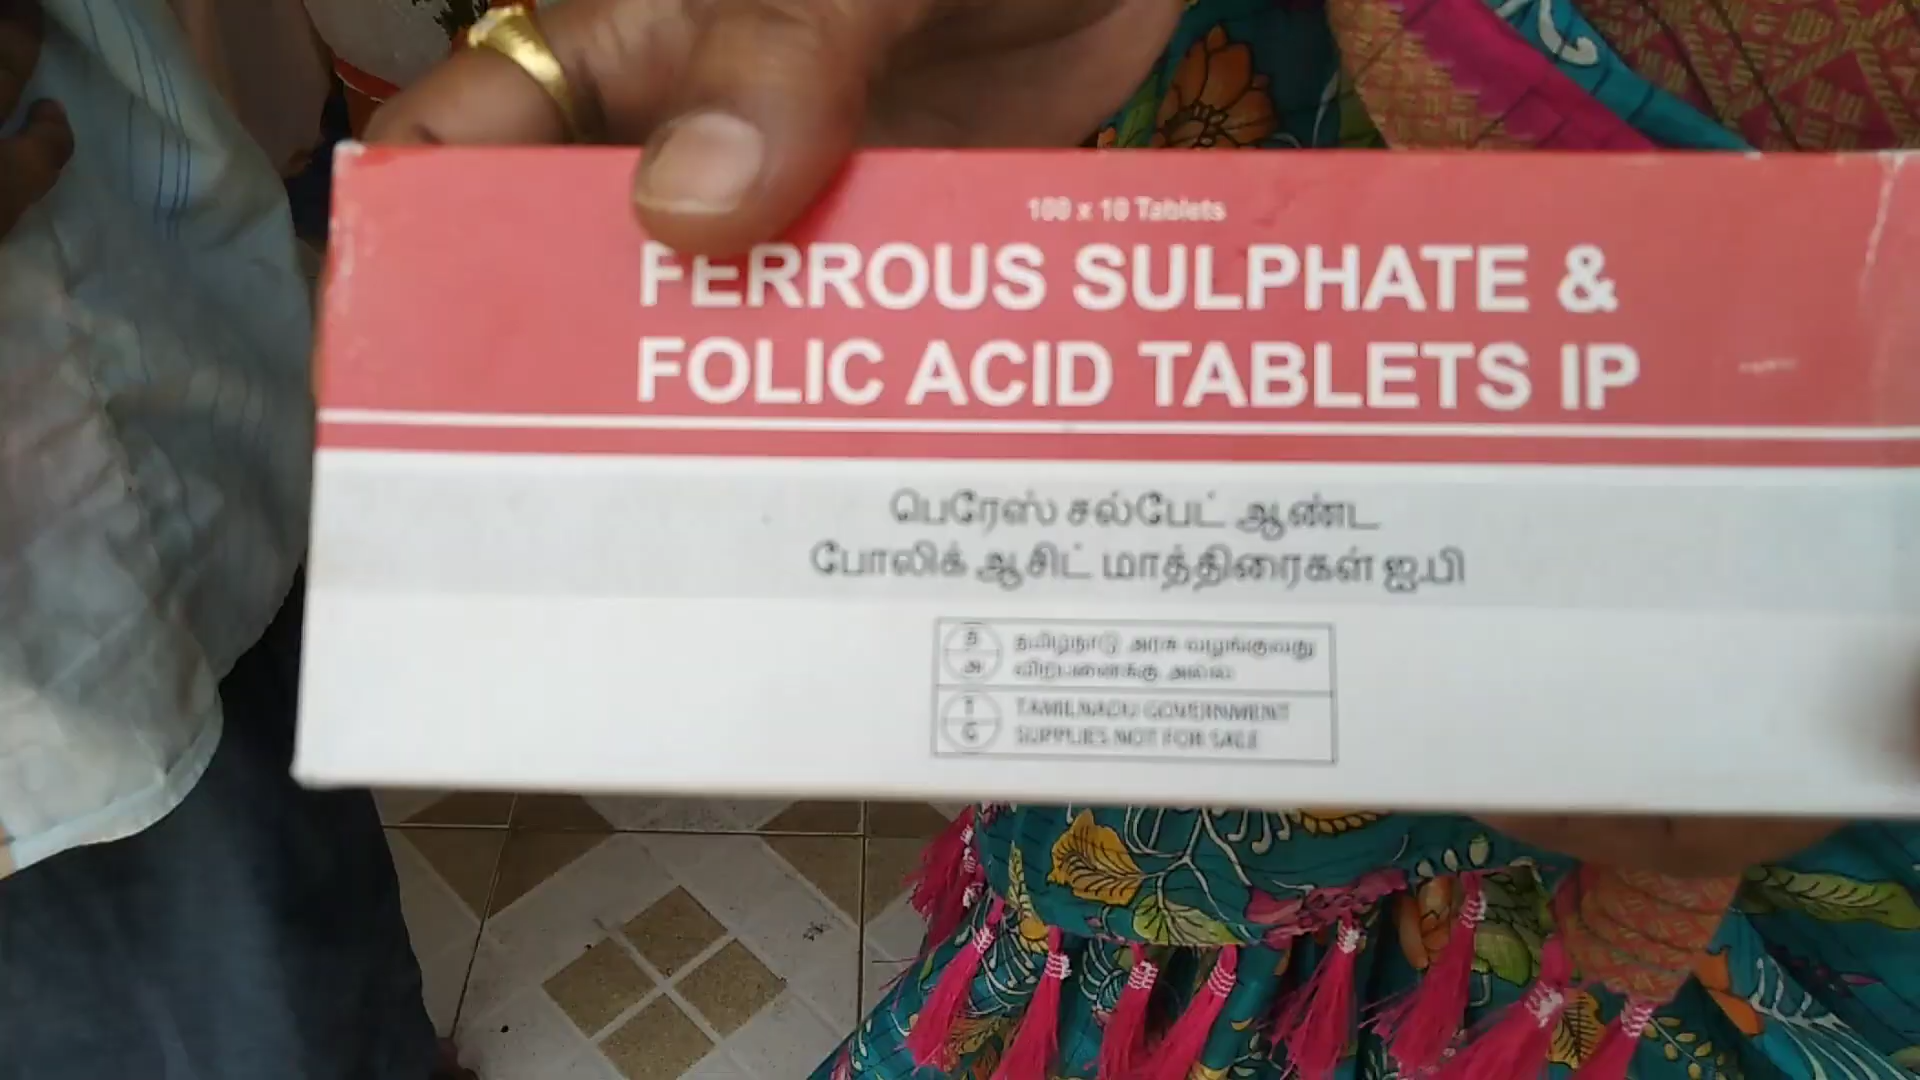 100 x 10 Tablets
FERROUS SULPHATE &
FOLIC ACID TABLETS IP
பெரேஸ் சல்பேட் ஆண்ட
போலிக் ஆசிட் மாத்திரைகள் ஐ.பி
த
அ
தமிழ்நாடு அரசு வழங்குவது
விற்பனைக்கு அல்ல
T
G
TAMILNADU GOVERNMENT
SUPPLIES NOT FOR SALE